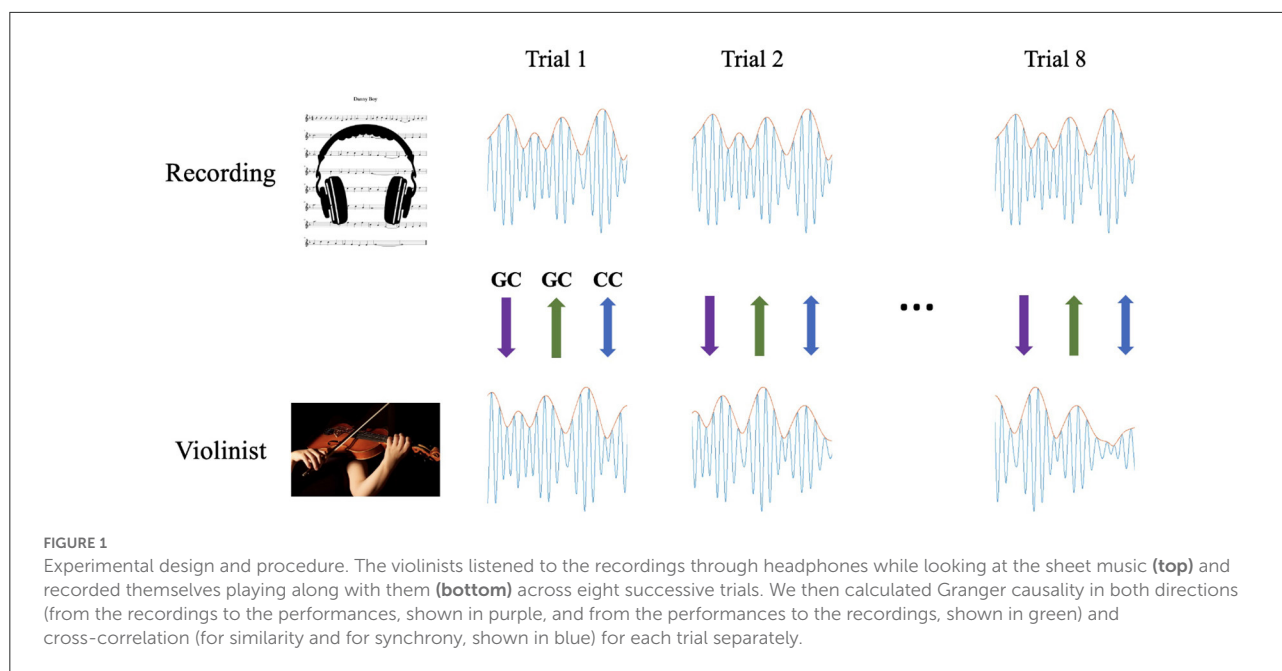 Trial 1 Trial 2 Trial 8
Danny Boy
Recording
GC GC CC
...
Violinist
FIGURE 1
Experimental design and procedure. The violinists listened to the recordings through headphones while looking at the sheet music (top) and
recorded themselves playing along with them (bottom) across eight successive trials. We then calculated Granger causality in both directions
(from the recordings to the performances, shown in purple, and from the performances to the recordings, shown in green) and
cross-correlation (for similarity and for synchrony, shown in blue) for each trial separately.